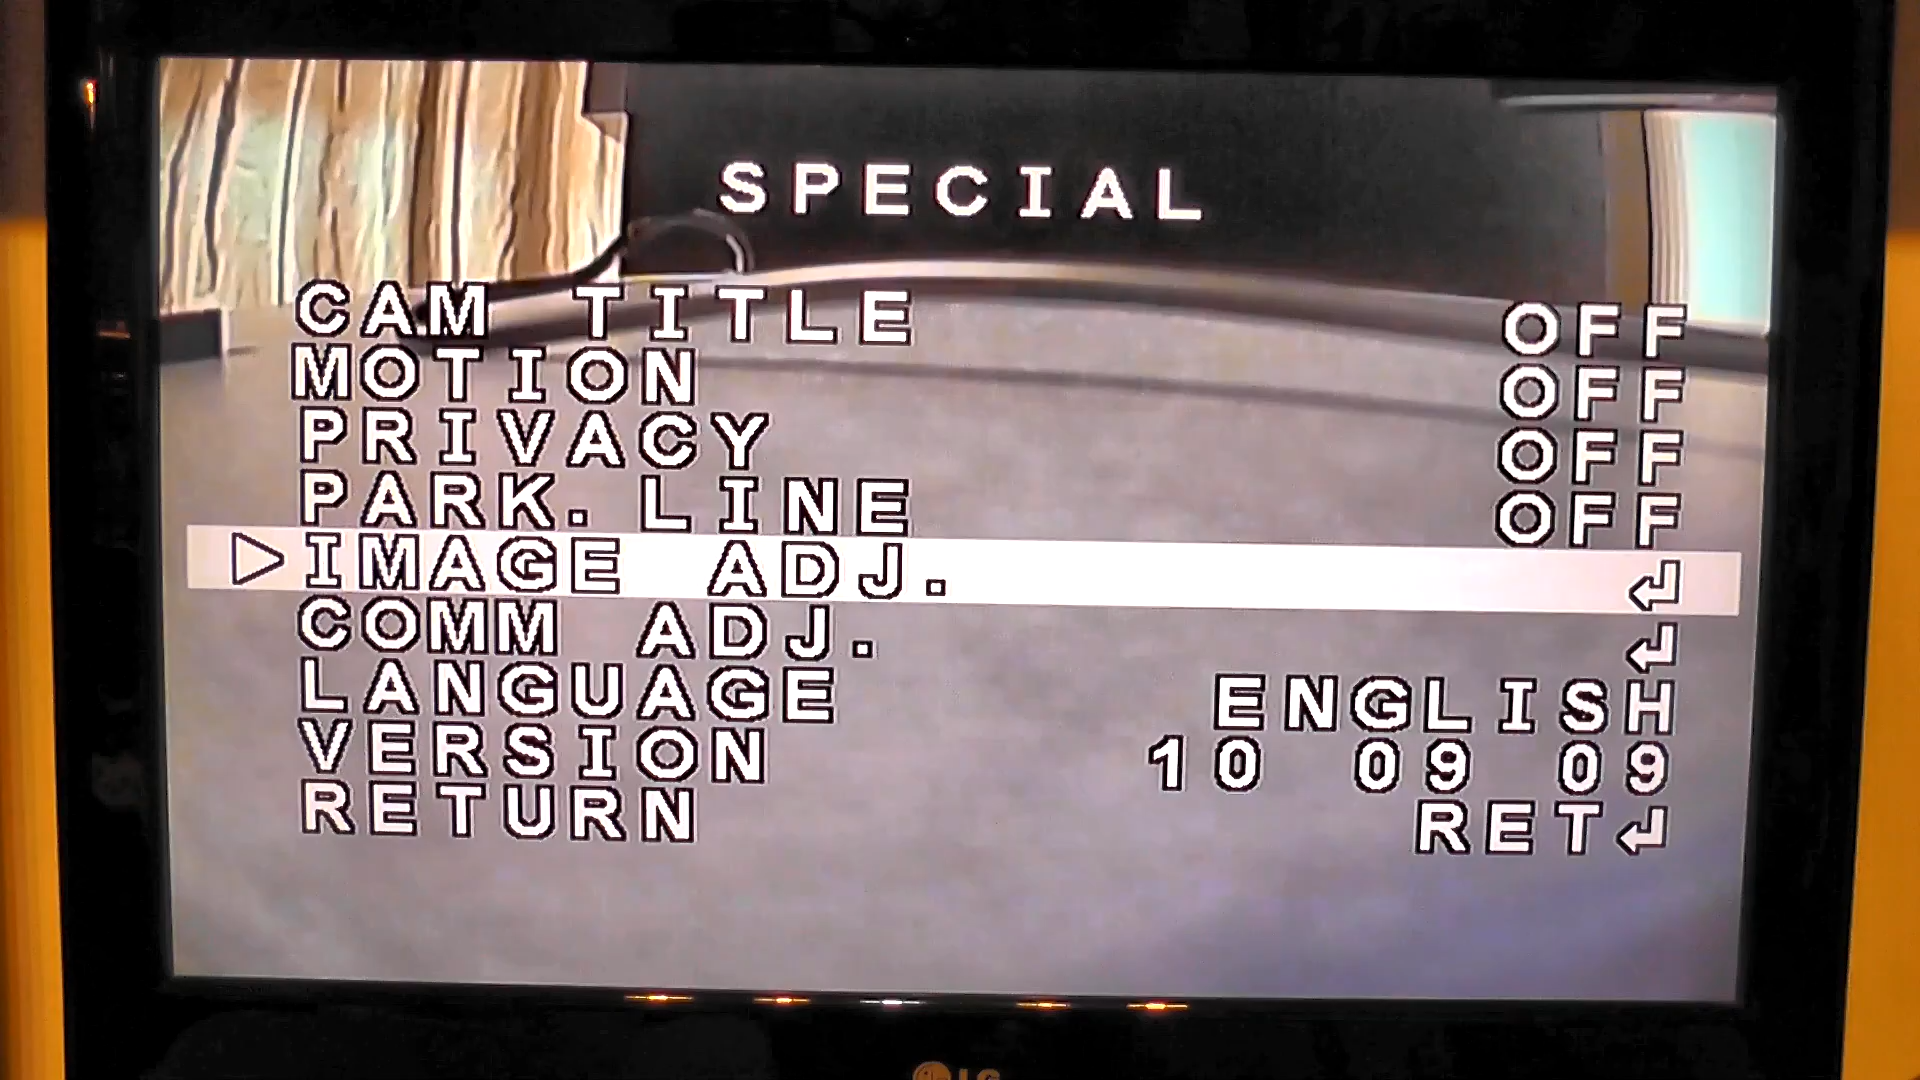 SPECIAL
CAM TITLE OFF
MOTION OFF
PRIVACY OFF
PARK. LINE OFF
▷IMAGE ADJ. ↵
COMM ADJ. ↵
LANGUAGE ENGLISH
VERSION 10 09 09
RETURN RET↵
LG